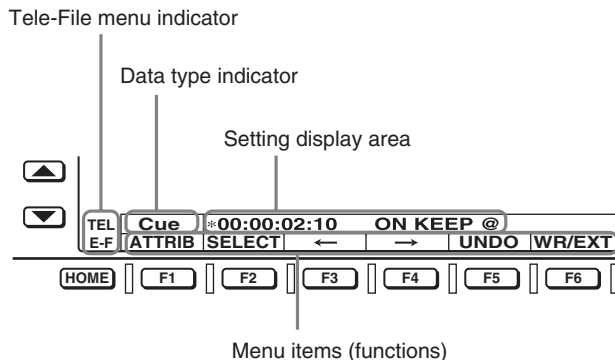 Tele-File menu indicator
Data type indicator
Setting display area
TEL Cue *00:00:02:10 ON KEEP @
E-F ATTRIB SELECT ← → UNDO WR/EXT
HOME F1 F2 F3 F4 F5 F6
Menu items (functions)